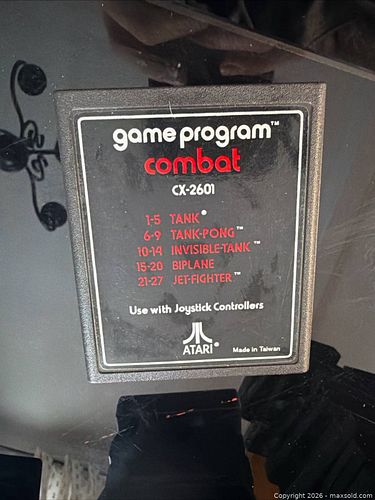 game program™
combat
CX-2601
1-5 TANK®
6-9 TANK-PONG™
10-14 INVISIBLE-TANK™
15-20 BIPLANE
21-27 JET-FIGHTER™
Use with Joystick Controllers
ATARI®
Made in Taiwan
Copyright 2026 - maxsold.com